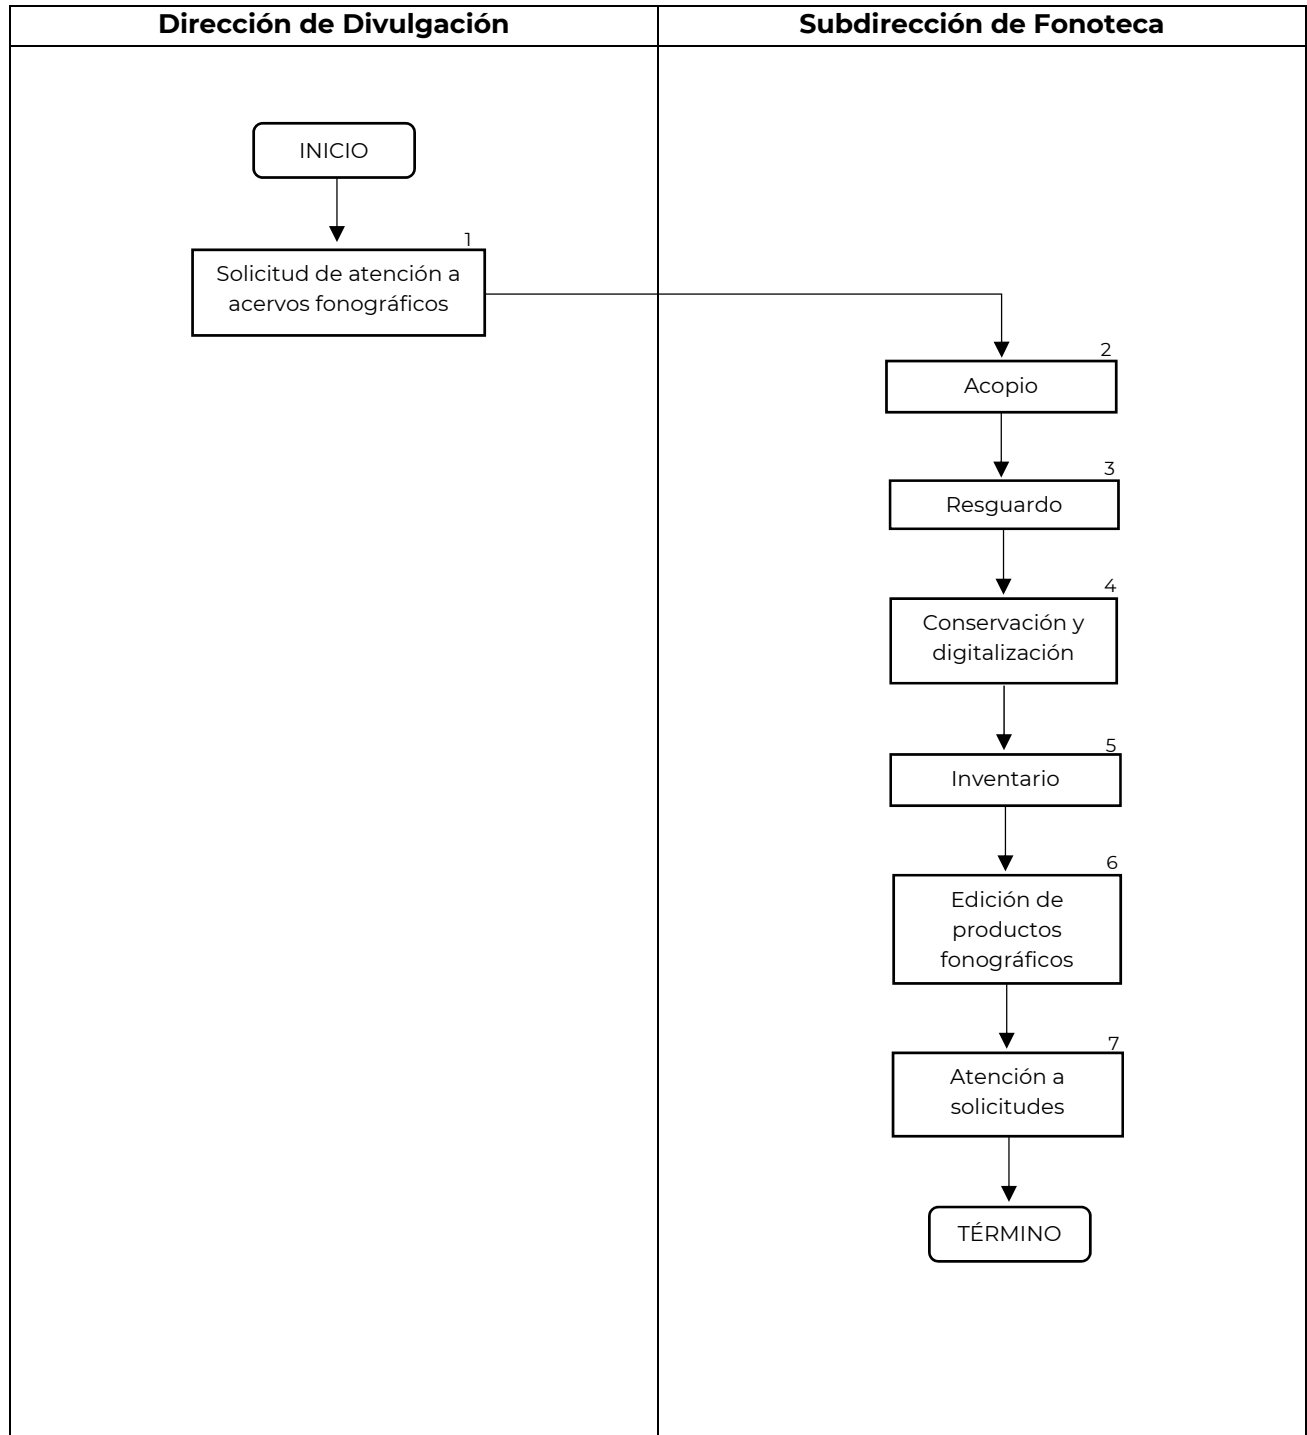 Dirección de Divulgación
Subdirección de Fonoteca
INICIO
1
Solicitud de atención a
acervos fonográficos
2
Acopio
3
Resguardo
4
Conservación y
digitalización
5
Inventario
6
Edición de
productos
fonográficos
7
Atención a
solicitudes
TÉRMINO